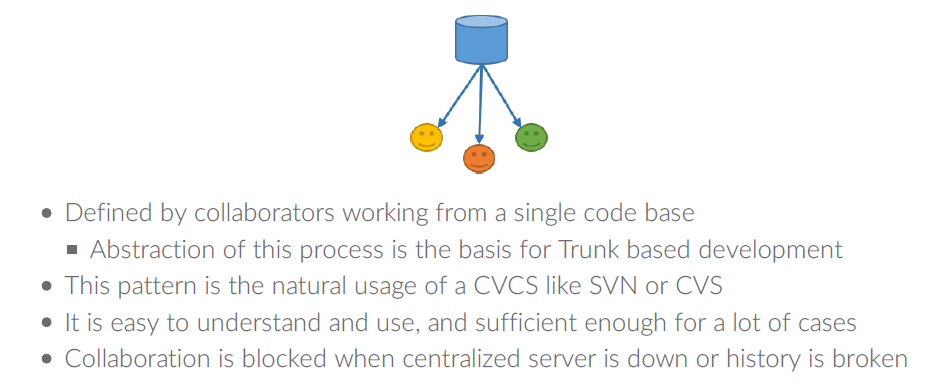 Defined by collaborators working from a single code base
Abstraction of this process is the basis for Trunk based development
This pattern is the natural usage of a CVCS like SVN or CVS
It is easy to understand and use, and sufficient enough for a lot of cases
Collaboration is blocked when centralized server is down or history is broken